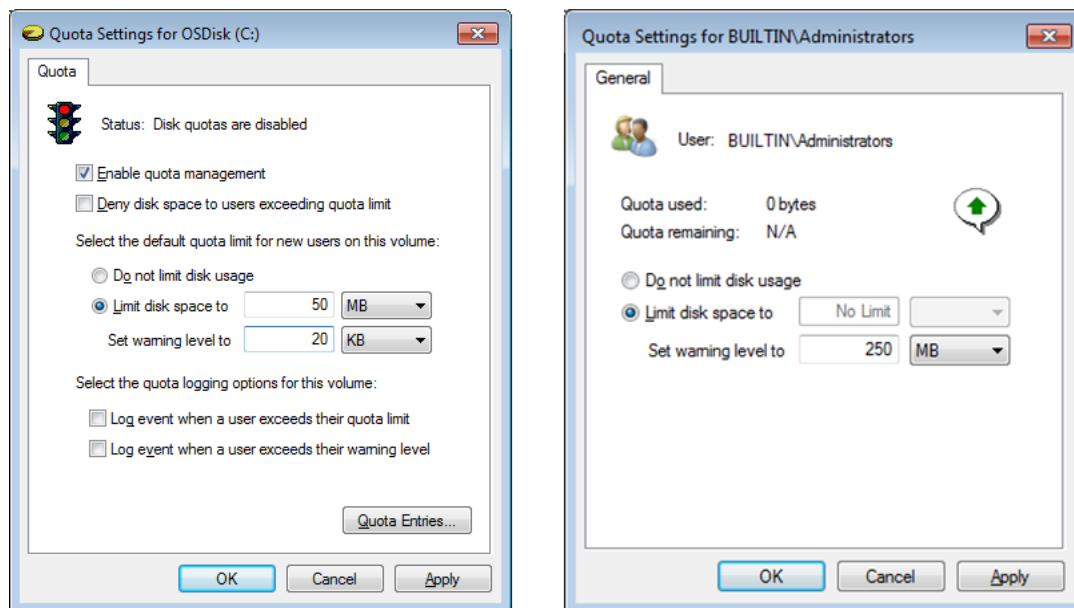 Quota Settings for OSDisk (C:)
Quota
Status: Disk quotas are disabled
Enable quota management
Deny disk space to users exceeding quota limit
Select the default quota limit for new users on this volume:
Do not limit disk usage
Limit disk space to 50 MB
Set warning level to 20 KB
Select the quota logging options for this volume:
Log event when a user exceeds their quota limit
Log event when a user exceeds their warning level
Quota Entries...
OK Cancel Apply
Quota Settings for BUILTIN\Administrators
General
User: BUILTIN\Administrators
Quota used: 0 bytes
Quota remaining: N/A
Do not limit disk usage
Limit disk space to No Limit
Set warning level to 250 MB
OK Cancel Apply